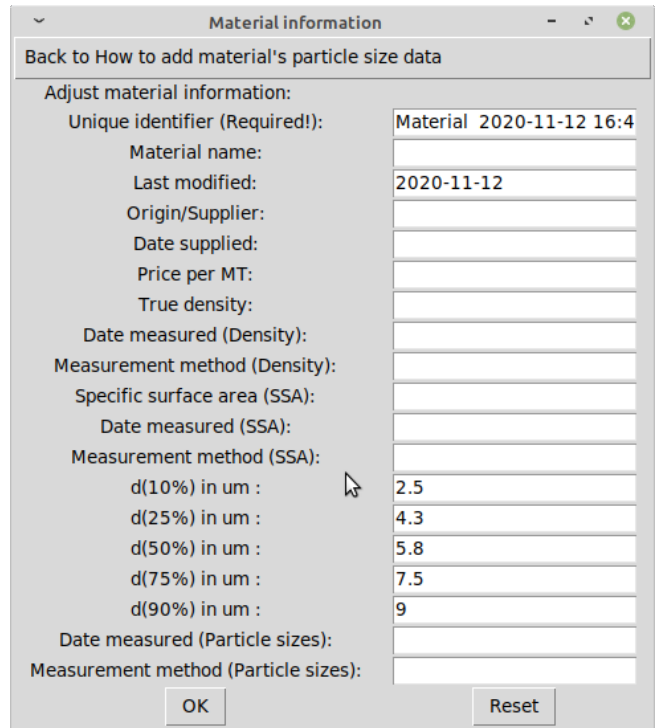 Material information
Back to How to add material's particle size data
Adjust material information:
Unique identifier (Required!): Material  2020-11-12 16:4
Material name:
Last modified: 2020-11-12
Origin/Supplier:
Date supplied:
Price per MT:
True density:
Date measured (Density):
Measurement method (Density):
Specific surface area (SSA):
Date measured (SSA):
Measurement method (SSA):
d(10%) in um : 2.5
d(25%) in um : 4.3
d(50%) in um : 5.8
d(75%) in um : 7.5
d(90%) in um : 9
Date measured (Particle sizes):
Measurement method (Particle sizes):
OK Reset